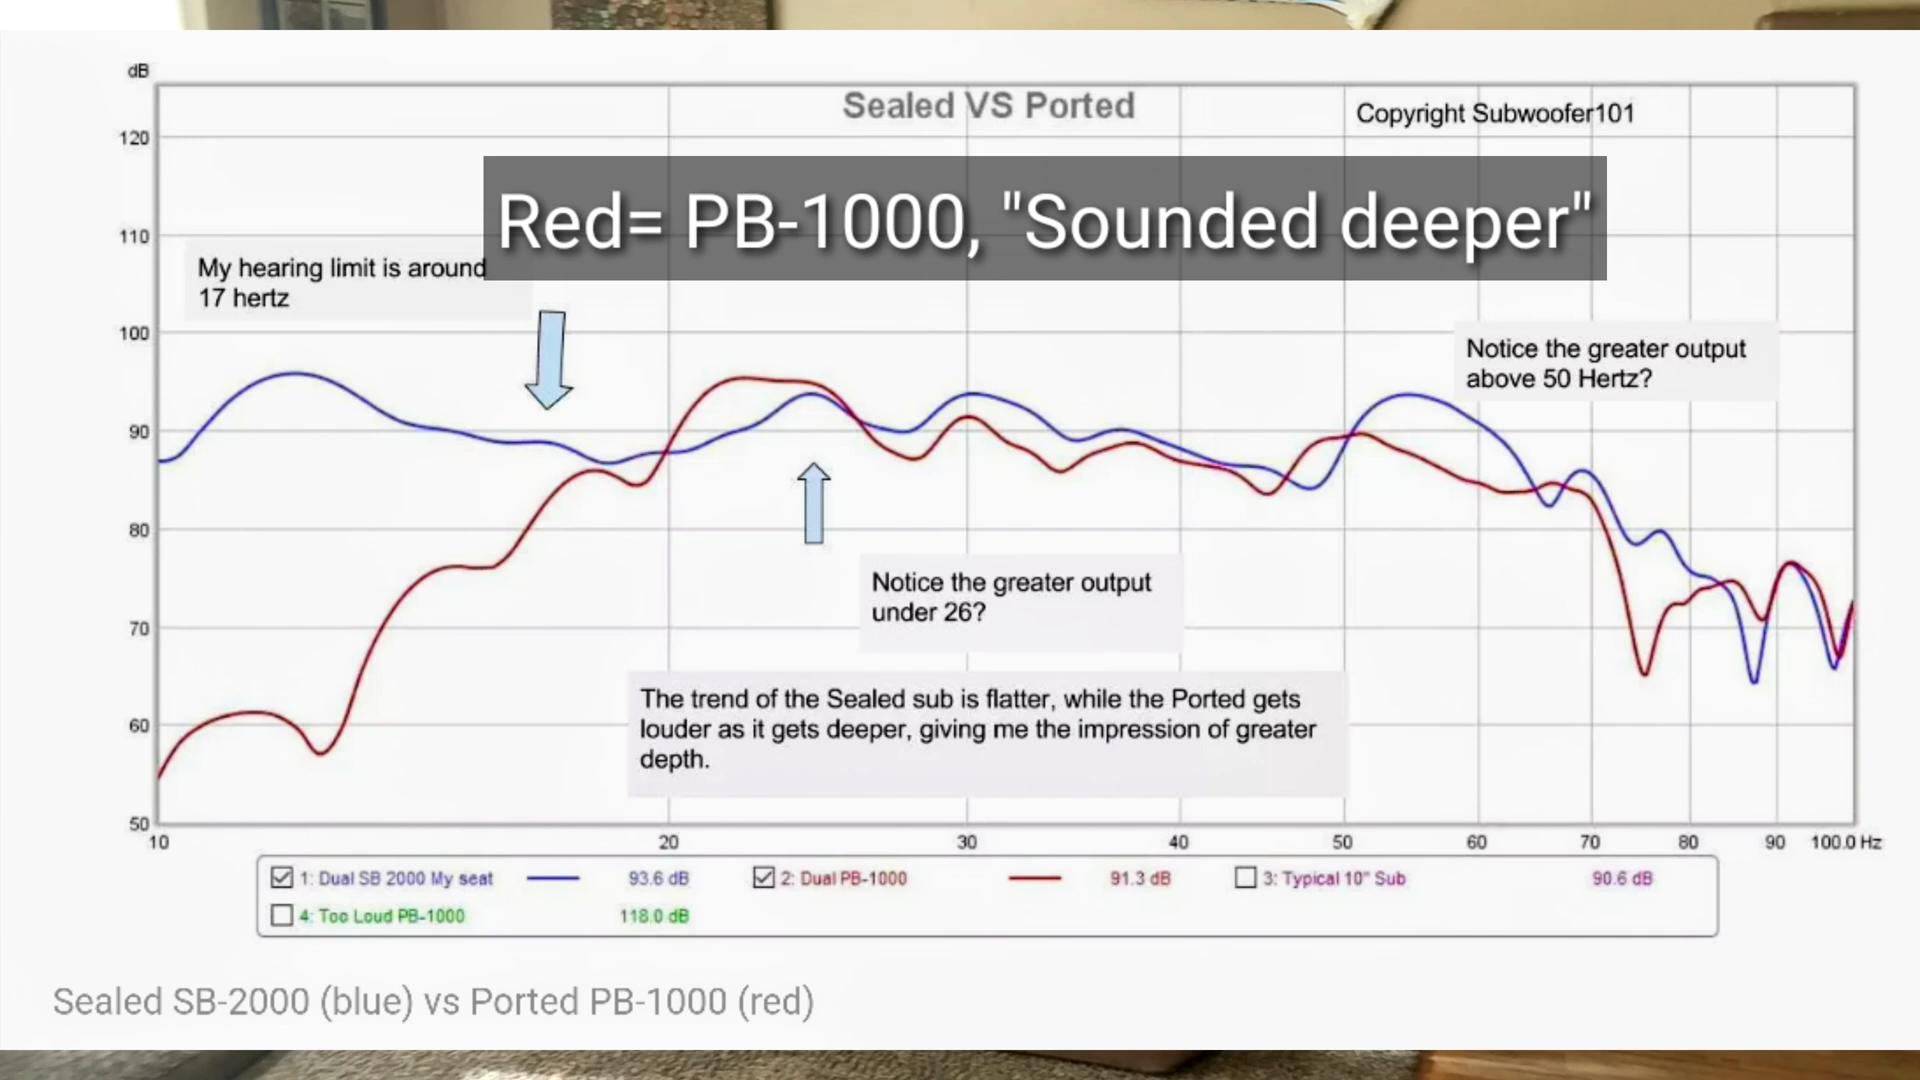 dB
Sealed VS Ported
Copyright Subwoofer101
120
Red= PB-1000, "Sounded deeper"
110
My hearing limit is around
17 hertz
100
Notice the greater output
above 50 Hertz?
90
80
Notice the greater output
under 26?
70
The trend of the Sealed sub is flatter, while the Ported gets
louder as it gets deeper, giving me the impression of greater
depth.
60
50
10 20 30 40 50 60 70 80 90 100.0 Hz
1: Dual SB 2000 My seat 93.6 dB 2: Dual PB-1000 91.3 dB 3: Typical 10" Sub 90.6 dB
4: Too Loud PB-1000 118.0 dB
Sealed SB-2000 (blue) vs Ported PB-1000 (red)